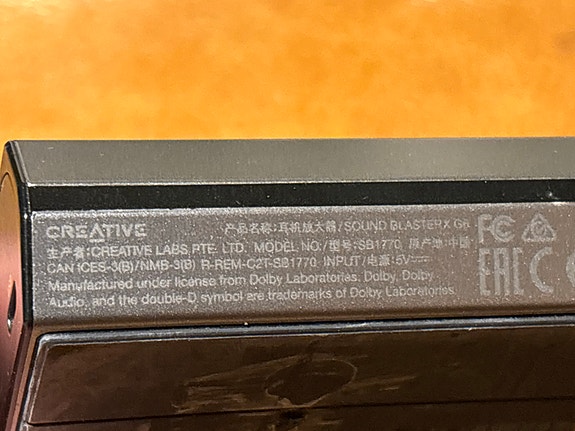 CREATIVE
产品名称:耳机放大器/SOUND BLASTERX G6
生产者:CREATIVE LABS PTE. LTD. MODEL NO./型号:SB1770 原产地:中国
CAN ICES-3(B)/NMB-3(B) R-REM-C2T-SB1770 INPUT/电源:5V
Manufactured under license from Dolby Laboratories. Dolby, Dolby
Audio, and the double-D symbol are trademarks of Dolby Laboratories.
FC
EAC